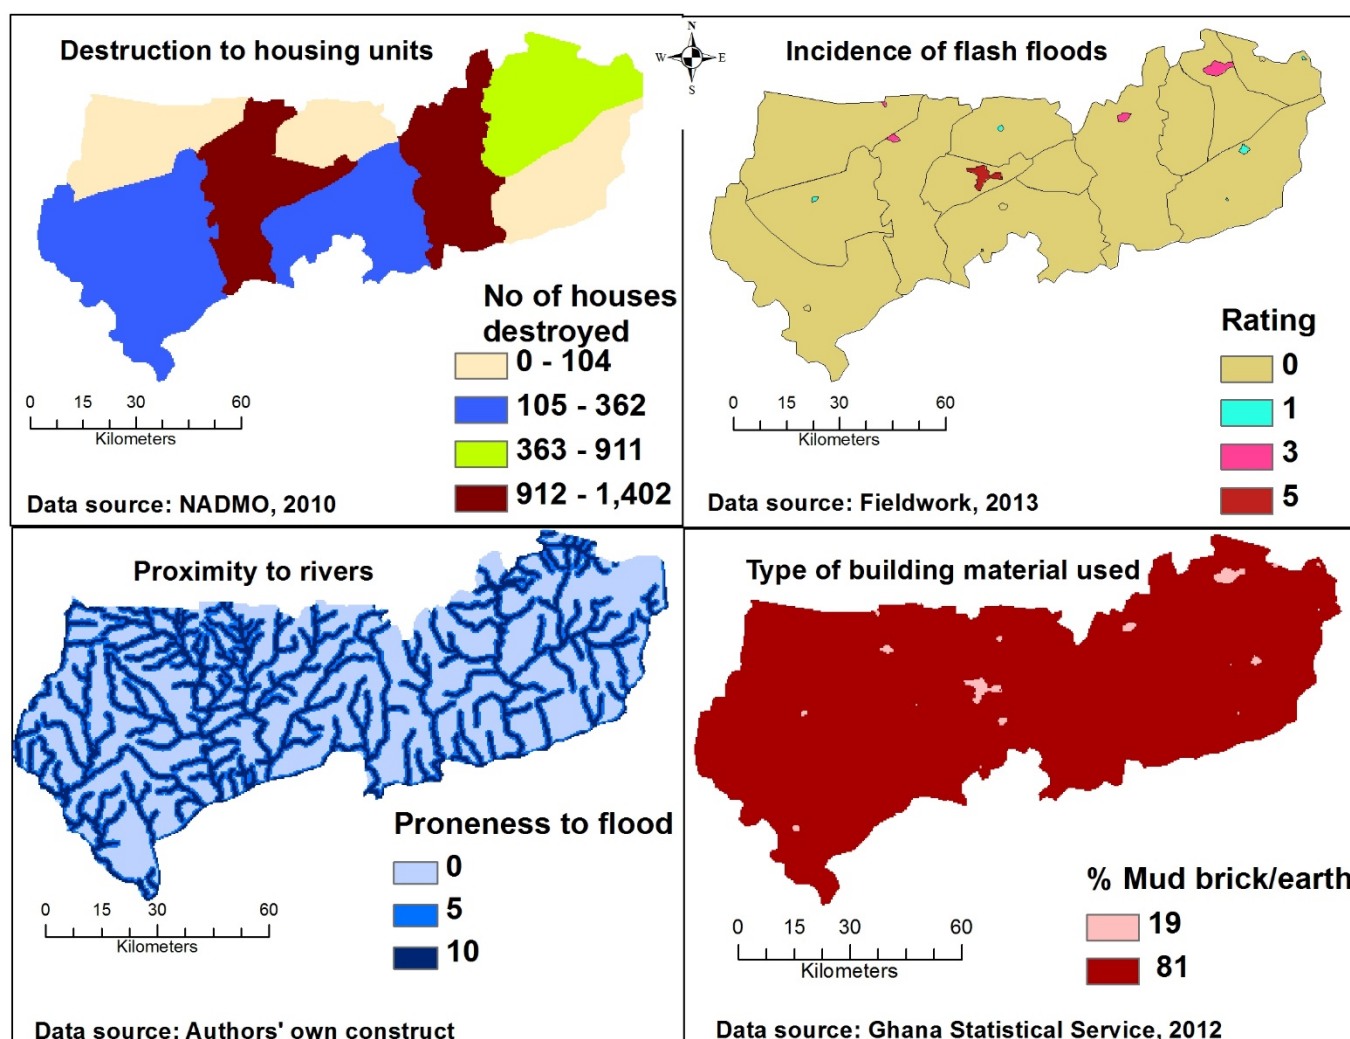 Destruction to housing units
No of houses
destroyed
0 - 104
105 - 362
363 - 911
912 - 1,402
0 15 30 60
Kilometers
Data source: NADMO, 2010
N
W E
S
Incidence of flash floods
Rating
0
1
3
5
0 15 30 60
Kilometers
Data source: Fieldwork, 2013
Proximity to rivers
Proneness to flood
0
5
10
0 15 30 60
Kilometers
Data source: Authors' own construct
Type of building material used
% Mud brick/earth
19
81
0 15 30 60
Kilometers
Data source: Ghana Statistical Service, 2012